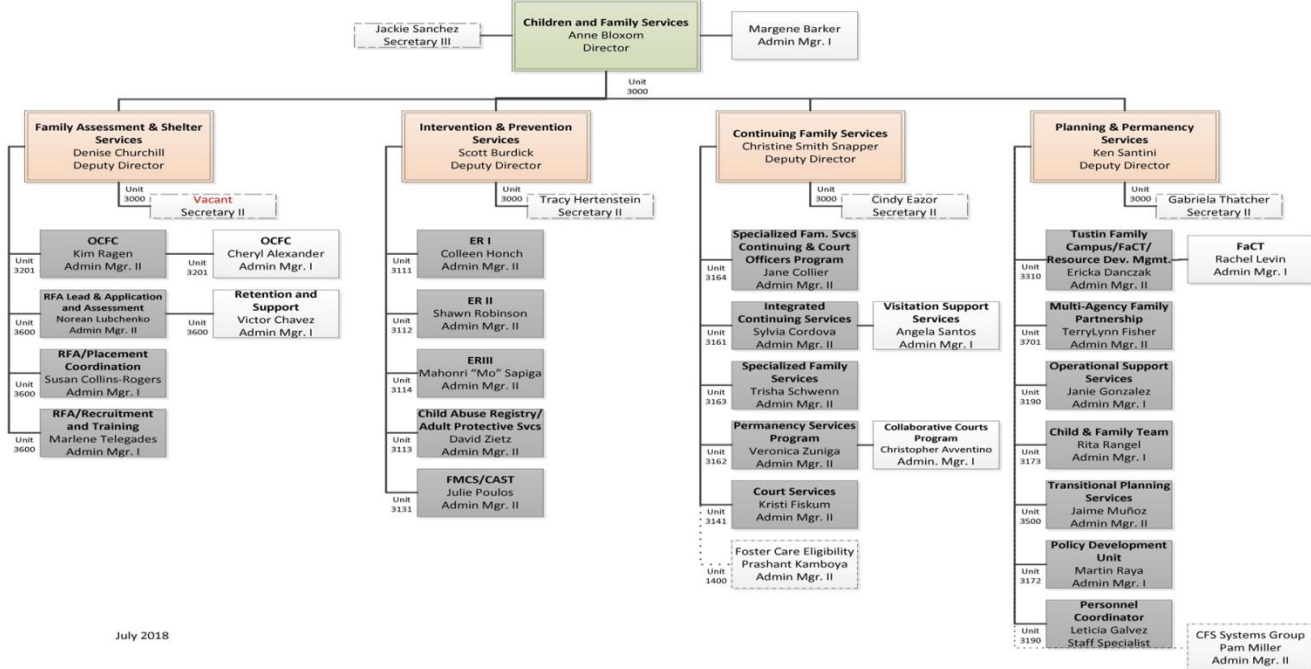 Children and Family Services
Anne Bloxom
Director
Jackie Sanchez
Secretary III
Margene Barker
Admin Mgr. I
Unit
3000
Family Assessment & Shelter
Services
Denise Churchill
Deputy Director
Unit
3000
Vacant
Secretary II
OCFC
Kim Ragen
Admin Mgr. II
Unit
3201
OCFC
Cheryl Alexander
Admin Mgr. I
Unit
3201
RFA Lead & Application
and Assessment
Norean Lubchenko
Admin Mgr. II
Unit
3600
Retention and
Support
Victor Chavez
Admin Mgr. I
Unit
3600
RFA/Placement
Coordination
Susan Collins-Rogers
Admin Mgr. I
Unit
3600
RFA/Recruitment
and Training
Marlene Telegades
Admin Mgr. I
Unit
3600
Intervention & Prevention
Services
Scott Burdick
Deputy Director
Unit
3000
Tracy Hertenstein
Secretary II
ER I
Colleen Honch
Admin Mgr. II
Unit
3111
ER II
Shawn Robinson
Admin Mgr. II
Unit
3112
ERIII
Mahonri "Mo" Sapiga
Admin Mgr. II
Unit
3114
Child Abuse Registry/
Adult Protective Svcs
David Zietz
Admin Mgr. II
Unit
3113
FMCS/CAST
Julie Poulos
Admin Mgr. II
Unit
3131
Continuing Family Services
Christine Smith Snapper
Deputy Director
Unit
3000
Cindy Eazor
Secretary II
Specialized Fam. Svcs
Continuing & Court
Officers Program
Jane Collier
Admin Mgr. II
Unit
3164
Integrated
Continuing Services
Sylvia Cordova
Admin Mgr. II
Unit
3161
Visitation Support
Services
Angela Santos
Admin Mgr. I
Specialized Family
Services
Trisha Schwenn
Admin Mgr. II
Unit
3163
Permanency Services
Program
Veronica Zuniga
Admin Mgr. II
Unit
3162
Collaborative Courts
Program
Christopher Avventino
Admin. Mgr. I
Court Services
Kristi Fiskum
Admin Mgr. II
Unit
3141
Foster Care Eligibility
Prashant Kamboya
Admin Mgr. II
Unit
1400
Planning & Permanency
Services
Ken Santini
Deputy Director
Unit
3000
Gabriela Thatcher
Secretary II
Tustin Family
Campus/FaCT/
Resource Dev. Mgmt.
Ericka Danczak
Admin Mgr. II
Unit
3310
FaCT
Rachel Levin
Admin Mgr. I
Multi-Agency Family
Partnership
TerryLynn Fisher
Admin Mgr. II
Unit
3701
Operational Support
Services
Janie Gonzalez
Admin Mgr. I
Unit
3190
Child & Family Team
Rita Rangel
Admin Mgr. I
Unit
3173
Transitional Planning
Services
Jaime Muñoz
Admin Mgr. II
Unit
3500
Policy Development
Unit
Martin Raya
Admin Mgr. I
Unit
3172
Personnel
Coordinator
Leticia Galvez
Staff Specialist
Unit
3190
CFS Systems Group
Pam Miller
Admin Mgr. II
July 2018